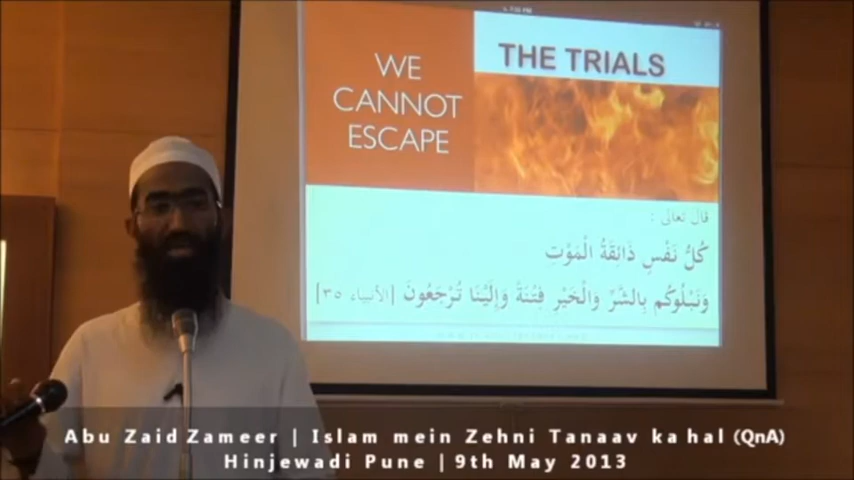 WE
CANNOT
ESCAPE
THE TRIALS
قال تعالى :
كُلُّ نَفْسٍ ذَائِقَةُ الْمَوْتِ
وَنَبْلُوكُم بِالشَّرِّ وَالْخَيْرِ فِتْنَةً وَإِلَيْنَا تُرْجَعُونَ [الأنبياء ٣٥]
Abu Zaid Zameer | Islam mein Zehni Tanaav ka hal (QnA)
Hinjewadi Pune | 9th May 2013